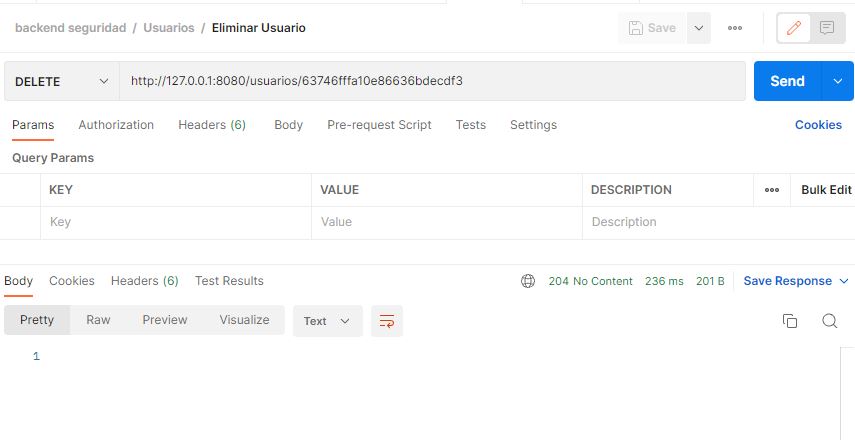 backend seguridad / Usuarios / Eliminar Usuario
Save
DELETE
http://127.0.0.1:8080/usuarios/63746fffa10e86636bdecdf3
Send
Params Authorization Headers (6) Body Pre-request Script Tests Settings Cookies
Query Params
KEY VALUE DESCRIPTION Bulk Edit
Key Value Description
Body Cookies Headers (6) Test Results 204 No Content 236 ms 201 B Save Response
Pretty Raw Preview Visualize Text
1